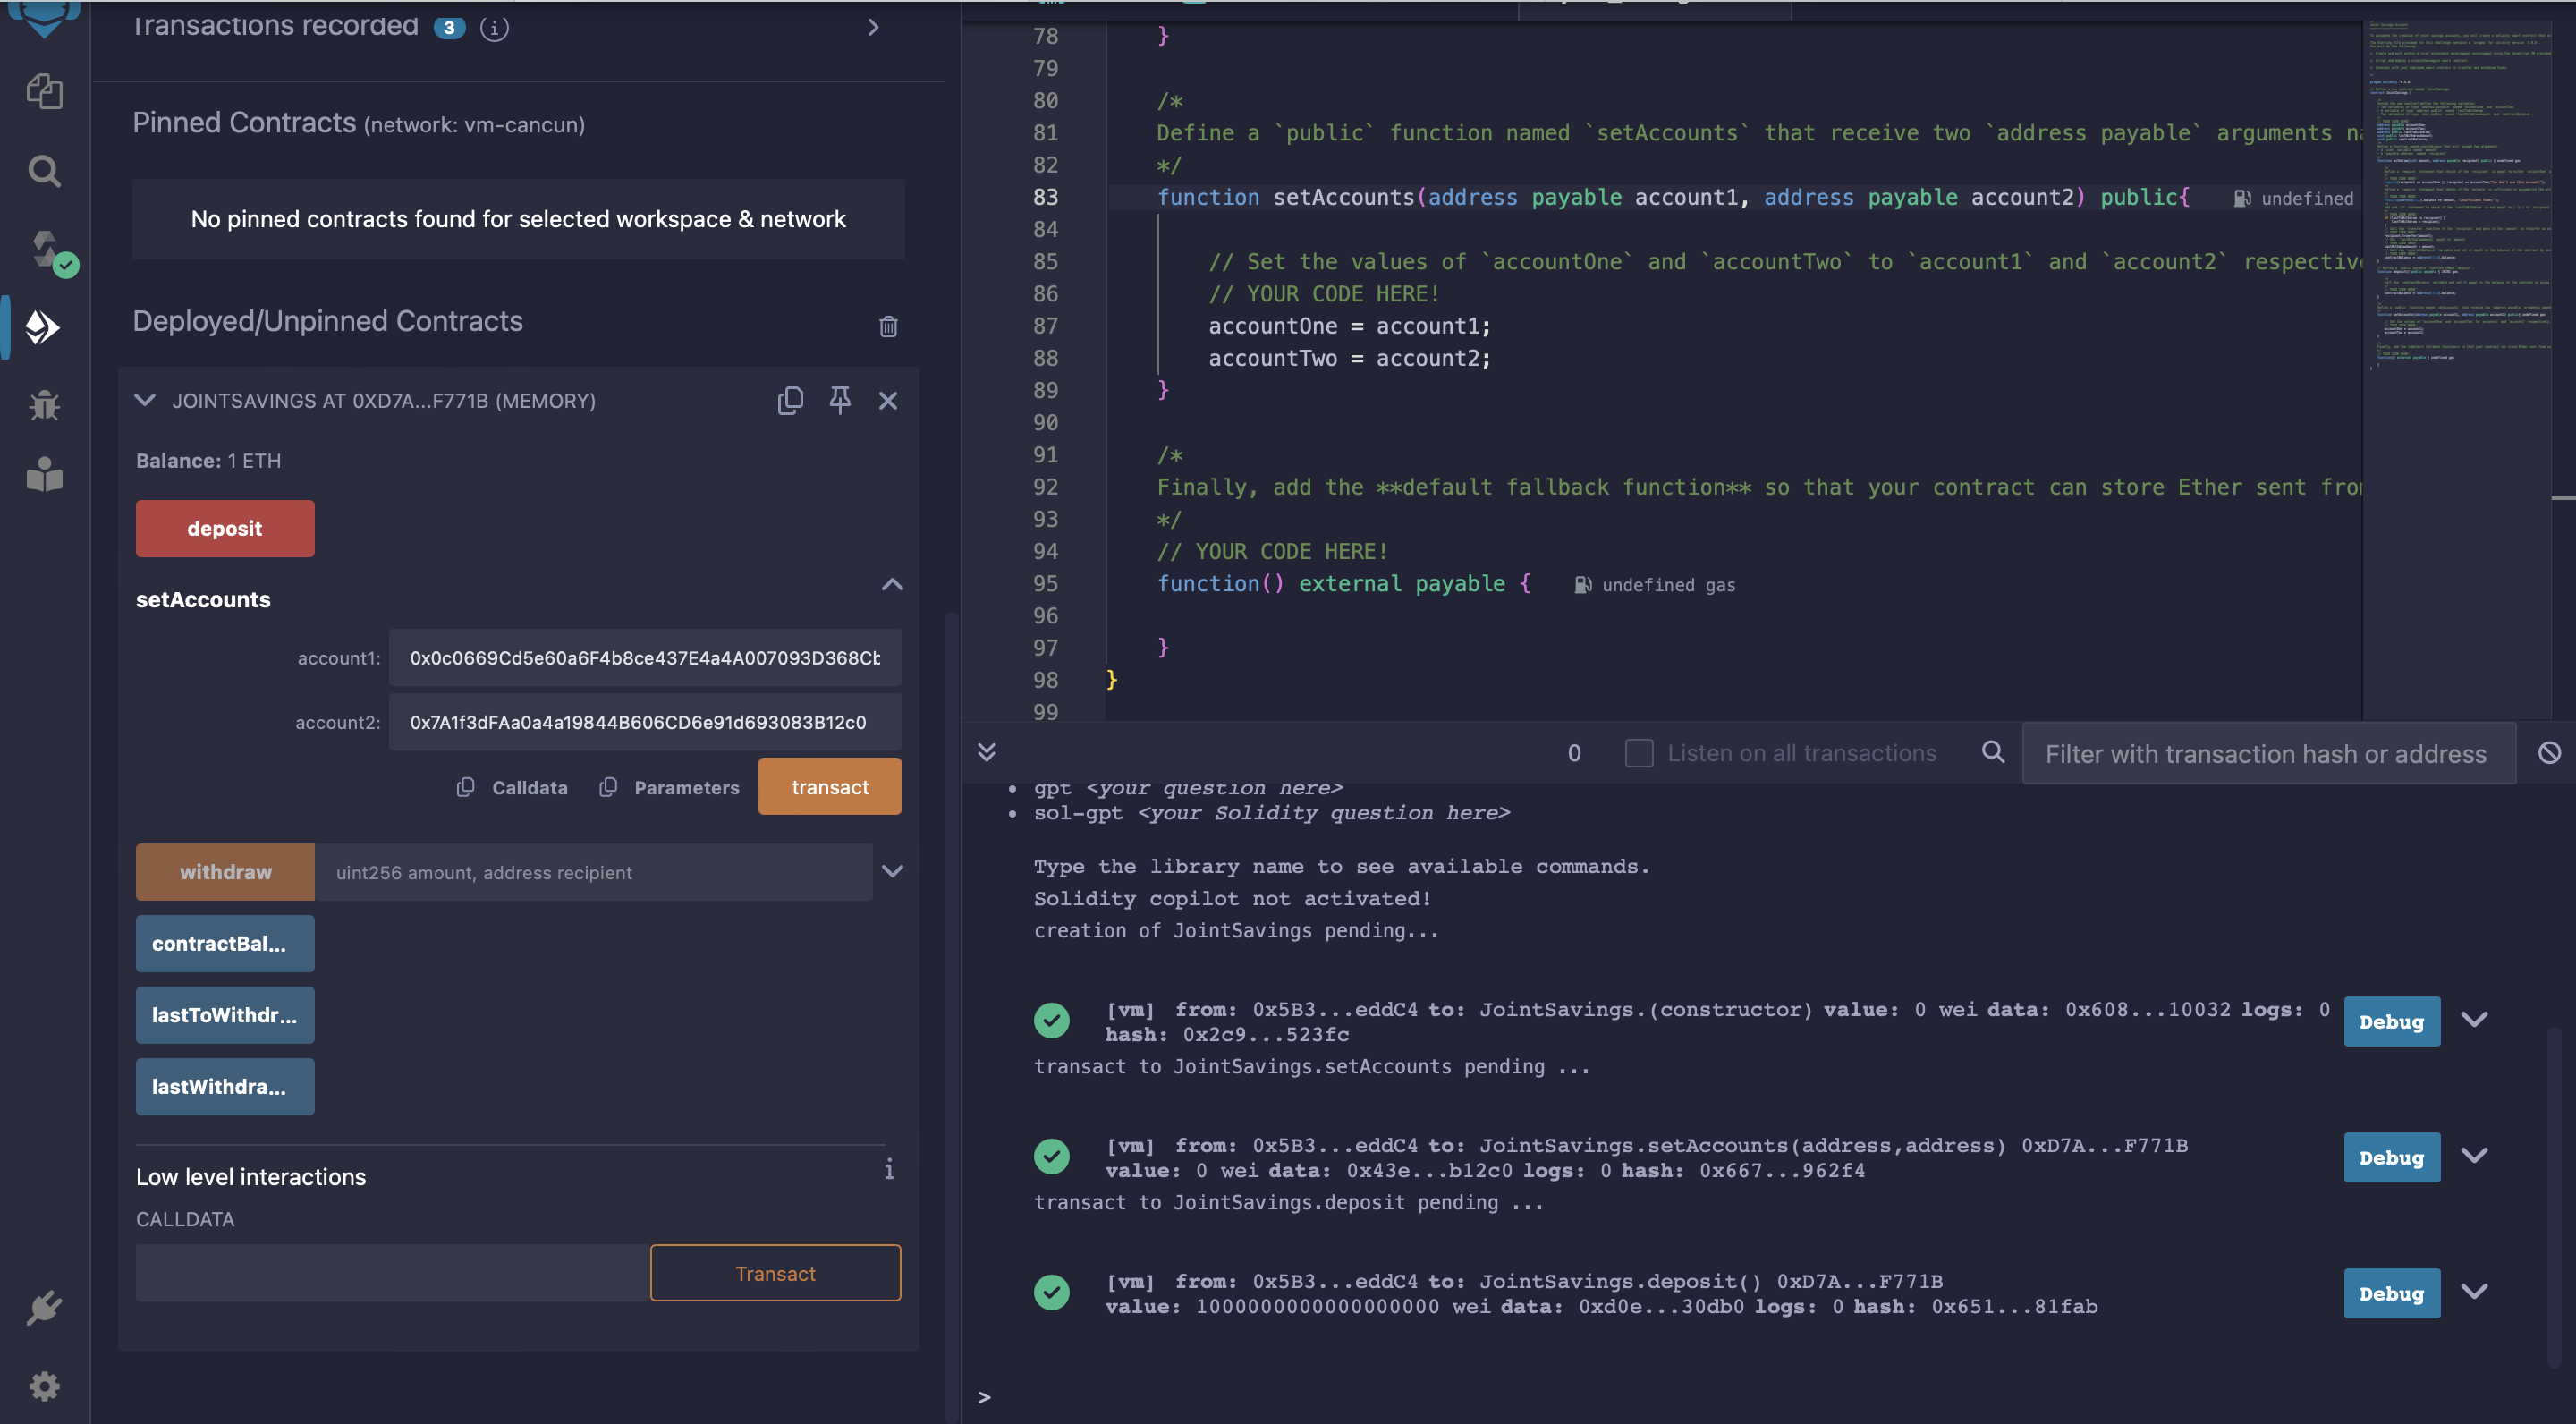 Transactions recorded 3 i
Pinned Contracts (network: vm-cancun)
No pinned contracts found for selected workspace & network
Deployed/Unpinned Contracts
JOINTSAVINGS AT 0XD7A...F771B (MEMORY)
Balance: 1 ETH
deposit
setAccounts
account1: 0x0c0669Cd5e60a6F4b8ce437E4a4A007093D368Cb
account2: 0x7A1f3dFAa0a4a19844B606CD6e91d693083B12c0
Calldata Parameters transact
withdraw uint256 amount, address recipient
contractBal...
lastToWithdr...
lastWithdra...
Low level interactions i
CALLDATA
Transact
78 }
79
80 /*
81 Define a `public` function named `setAccounts` that receive two `address payable` arguments na
82 */
83 function setAccounts(address payable account1, address payable account2) public{ undefined
84
85 // Set the values of `accountOne` and `accountTwo` to `account1` and `account2` respective
86 // YOUR CODE HERE!
87 accountOne = account1;
88 accountTwo = account2;
89 }
90
91 /*
92 Finally, add the **default fallback function** so that your contract can store Ether sent from
93 */
94 // YOUR CODE HERE!
95 function() external payable { undefined gas
96
97 }
98 }
99
0 Listen on all transactions Filter with transaction hash or address
• gpt <your question here>
• sol-gpt <your Solidity question here>
Type the library name to see available commands.
Solidity copilot not activated!
creation of JointSavings pending...
[vm] from: 0x5B3...eddC4 to: JointSavings.(constructor) value: 0 wei data: 0x608...10032 logs: 0 Debug
hash: 0x2c9...523fc
transact to JointSavings.setAccounts pending ...
[vm] from: 0x5B3...eddC4 to: JointSavings.setAccounts(address,address) 0xD7A...F771B Debug
value: 0 wei data: 0x43e...b12c0 logs: 0 hash: 0x667...962f4
transact to JointSavings.deposit pending ...
[vm] from: 0x5B3...eddC4 to: JointSavings.deposit() 0xD7A...F771B Debug
value: 1000000000000000000 wei data: 0xd0e...30db0 logs: 0 hash: 0x651...81fab
>